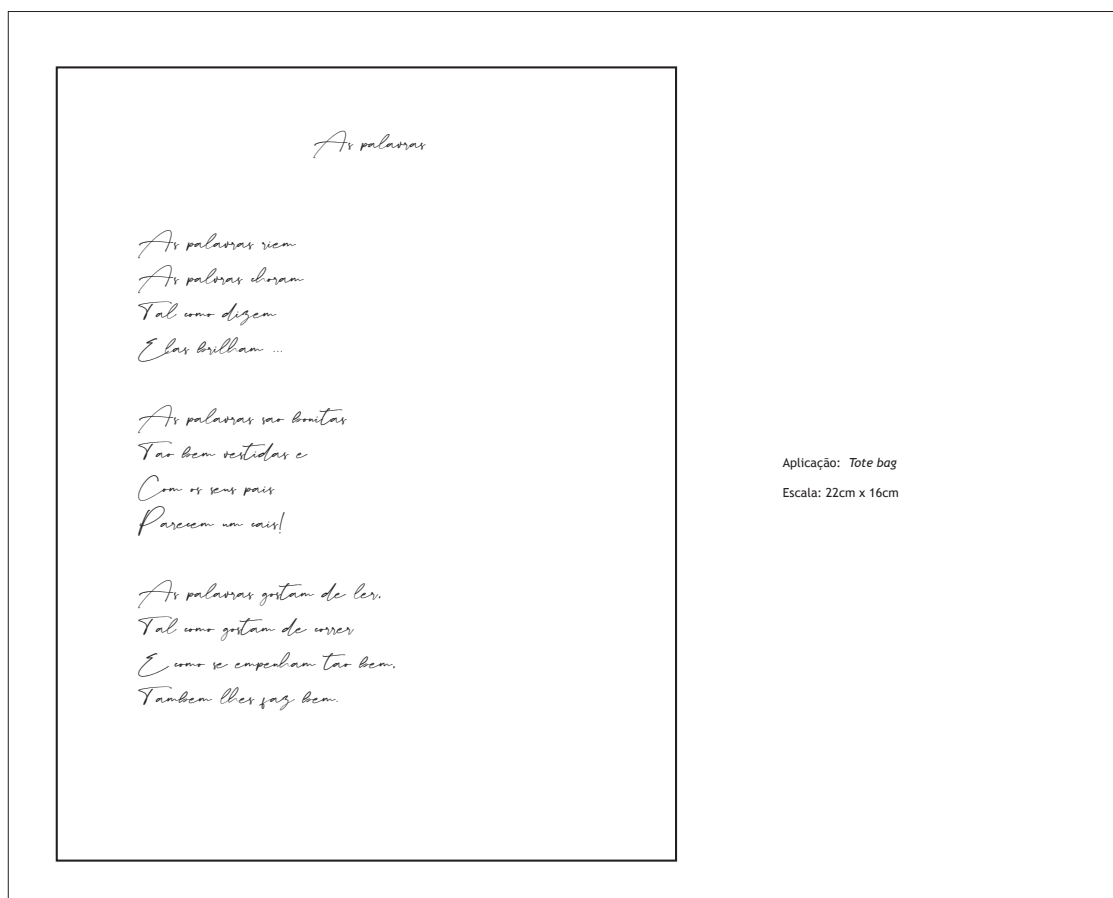 As palavras
As palavras riem
As palvras choram
Tal como dizem
Elas brilham ...
As palavras sao bonitas
Tao bem vestidas e
Com os seus pais
Parecem um cais!
As palavras gostam de ler.
Tal como gostam de correr
E como se empenham tao bem.
Tambem lhes faz bem.
Aplicação: Tote bag
Escala: 22cm x 16cm